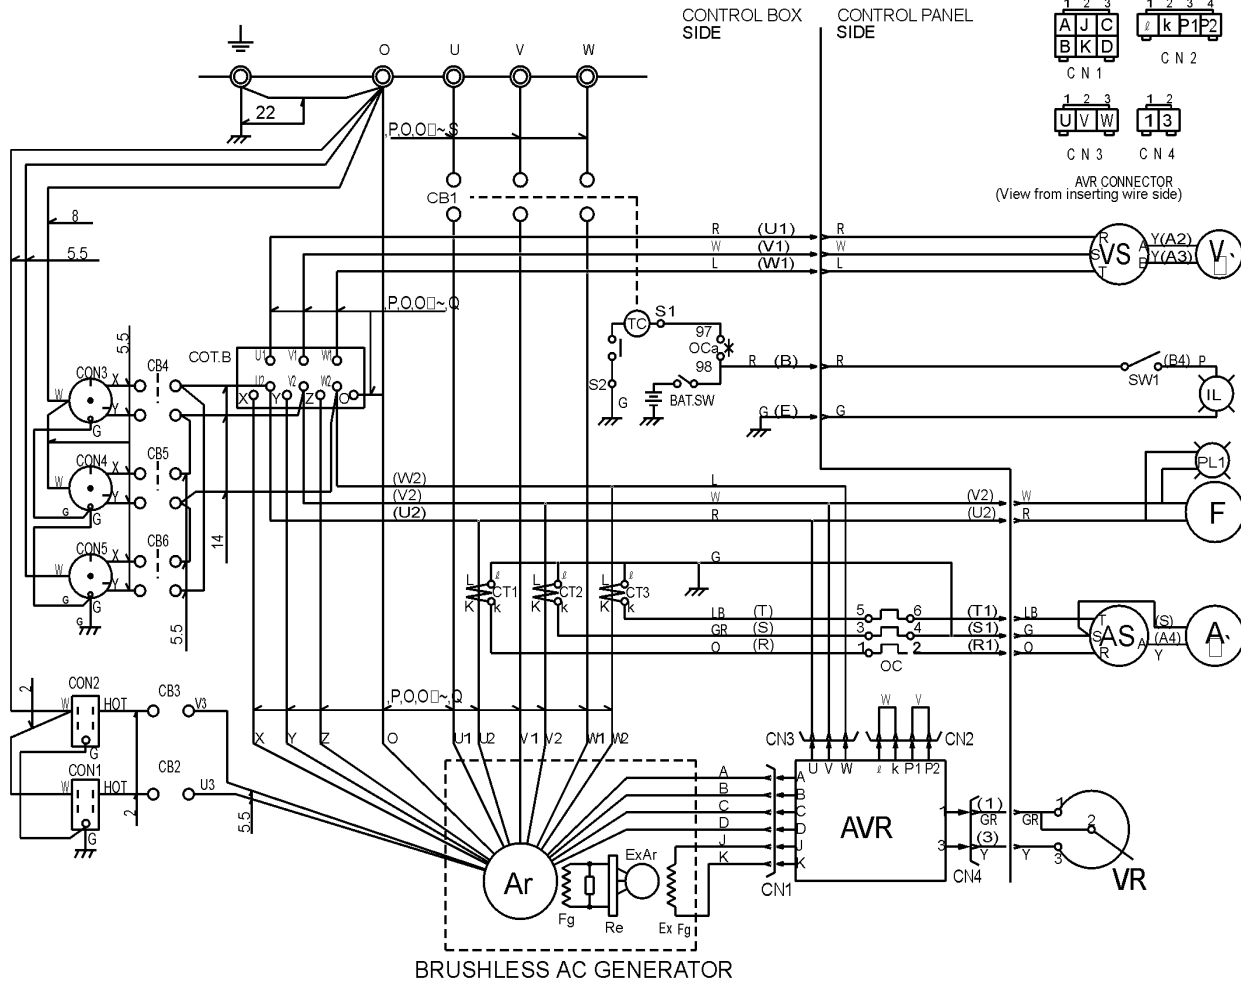 CONTROL BOX SIDE
CONTROL PANEL SIDE
1 2 3
A J C
B K D
CN1
1 2 3 4
ℓ k P1 P2
CN2
1 2 3
U V W
CN3
1 2
1 3
CN4
AVR CONNECTOR
(View from inserting wire side)
O U V W
22
,P,O,O□~,S
CB1
8
5.5
R (U1) R
W (V1) W
L (W1) L
R S T VS A B
Y(A2)
Y(A3)
V
,P,O,O□~,Q
TC S1
97
OCa
98
S2
G
BAT.SW
R (B) R
SW1
(B4) P
IL
G (E) G
COT.B
U1 V1 W1
U2 V2 W2
X Y Z O
5.5
CON3 W X Y G
CB4
CON4 W X Y G
CB5
CON5 W X Y G
CB6
G
G
G
14
5.5
(W2) L
(V2) W (V2) W
(U2) R (U2) R
PL1
F
G
L ℓ K k CT1
L ℓ K k CT2
L ℓ K k CT3
LB (T) 5 6 (T1) LB
GR (S) 3 4 (S1) G
O (R) 1 2 (R1) O
OC
T S R AS A
(S)
(A4)
Y
A
2
CON2 W HOT G
CB3
V3
CON1 W HOT G
CB2
U3
2
5.5
,P,O,O□~,Q
X Y Z O U1 U2 V1 V2 W1 W2
CN3
W V
CN2
U V W ℓ k P1 P2
A A
B B
C C
D D
J J
K K
CN1
AVR
1 (1) GR GR 1
2
3 (3) Y Y 3
CN4
VR
Ar
Fg
Re
ExAr
Ex Fg
BRUSHLESS AC GENERATOR